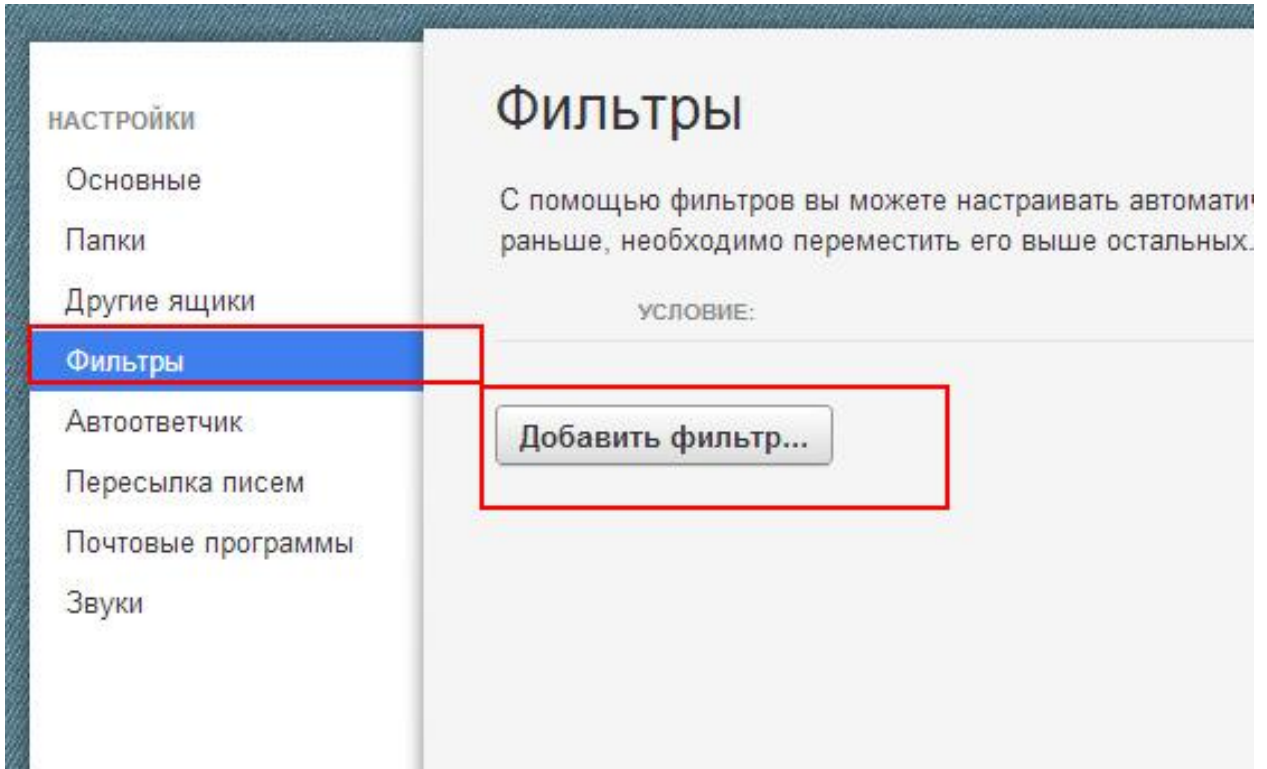 НАСТРОЙКИ
Основные
Папки
Другие ящики
Фильтры
Автоответчик
Пересылка писем
Почтовые программы
Звуки
Фильтры
С помощью фильтров вы можете настраивать
раньше, необходимо переместить его выше остальных.
УСЛОВИЕ:
Добавить фильтр...